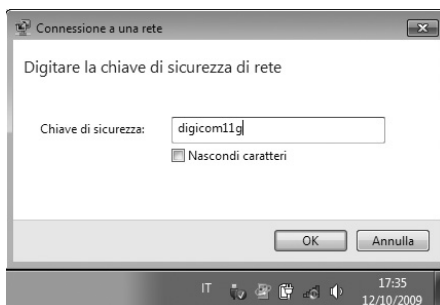 Connessione a una rete
Digitare la chiave di sicurezza di rete
Chiave di sicurezza:
digicom11g
Nascondi caratteri
OK
Annulla
IT
17:35
12/10/2009